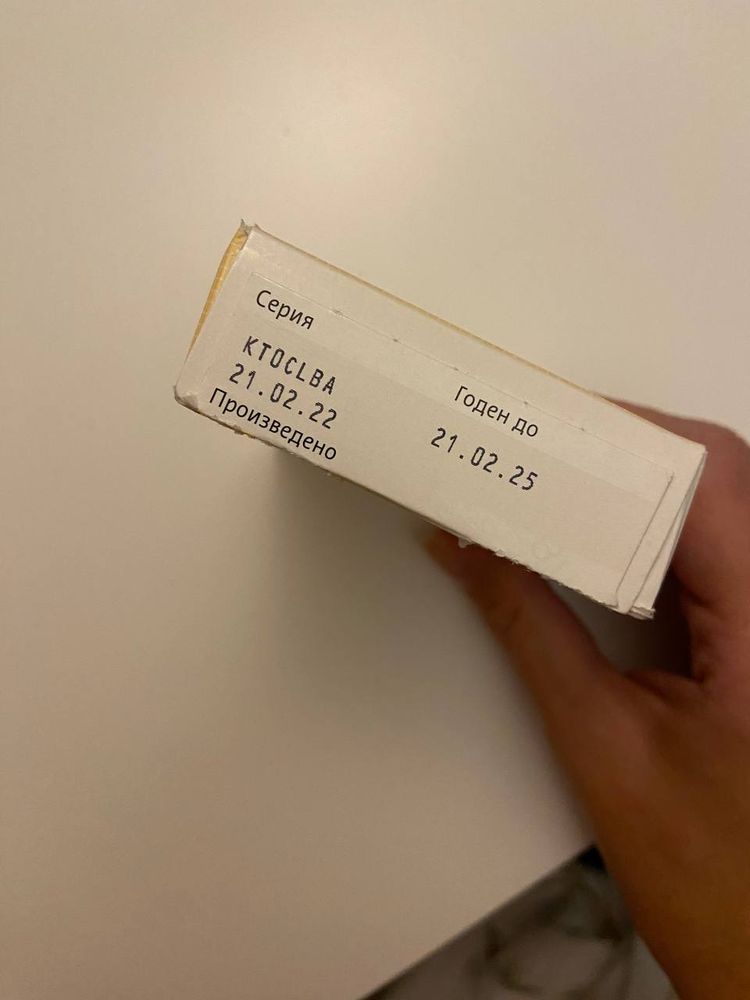 Серия
KTOCLBA
21.02.22
Произведено
Годен до
21.02.25